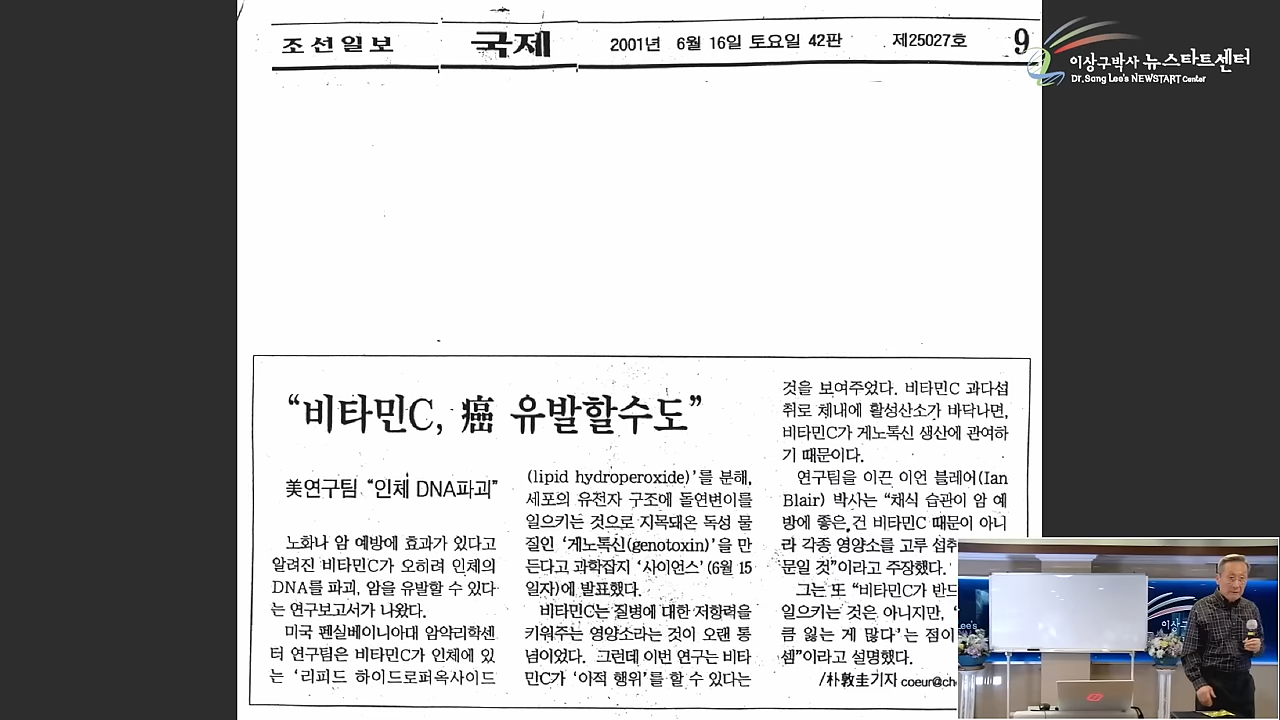 조선일보 국제 2001년 6월 16일 토요일 42판 제25027호 9
이상구박사 뉴스타트센터
Dr. Sang Lee's NEWSTART Center
“비타민C, 癌 유발할수도”
美연구팀 “인체 DNA파괴”
노화나 암 예방에 효과가 있다고
알려진 비타민C가 오히려 인체의
DNA를 파괴, 암을 유발할 수 있다
는 연구보고서가 나왔다.
미국 펜실베이니아대 암약리학센
터 연구팀은 비타민C가 인체에 있
는 ‘리피드 하이드로퍼옥사이드
(lipid hydroperoxide)’를 분해,
세포의 유전자 구조에 돌연변이를
일으키는 것으로 지목돼온 독성 물
질인 ‘게노톡신(genotoxin)’을 만
든다고 과학잡지 ‘사이언스’(6월 15
일자)에 발표했다.
비타민C는 질병에 대한 저항력을
키워주는 영양소라는 것이 오랜 통
념이었다. 그런데 이번 연구는 비타
민C가 ‘이적 행위’를 할 수 있다는
것을 보여주었다. 비타민C 과다섭
취로 체내에 활성산소가 바닥나면,
비타민C가 게노톡신 생산에 관여하
기 때문이다.
연구팀을 이끈 이언 블레어(Ian
Blair) 박사는 “채식 습관이 암 예
방에 좋은 건 비타민C 때문이 아니
라 각종 영양소를 고루 섭취
문일 것”이라고 주장했다.
그는 또 “비타민C가 반드
일으키는 것은 아니지만, ‘
큼 잃는 게 많다’는 점이
셈”이라고 설명했다.
/朴敦圭기자 coeur@ch
Lee's
이상구